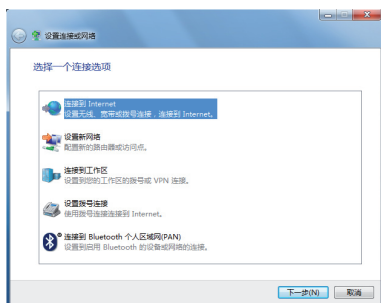 设置连接或网络
选择一个连接选项
连接到 Internet
设置无线、宽带或拨号连接，连接到 Internet。
设置新网络
配置新的路由器或访问点。
连接到工作区
设置到您的工作区的拨号或 VPN 连接。
设置拨号连接
使用拨号连接连接到 Internet。
连接到 Bluetooth 个人区域网(PAN)
设置到启用 Bluetooth 的设备或网络的连接。
下一步(N)
取消